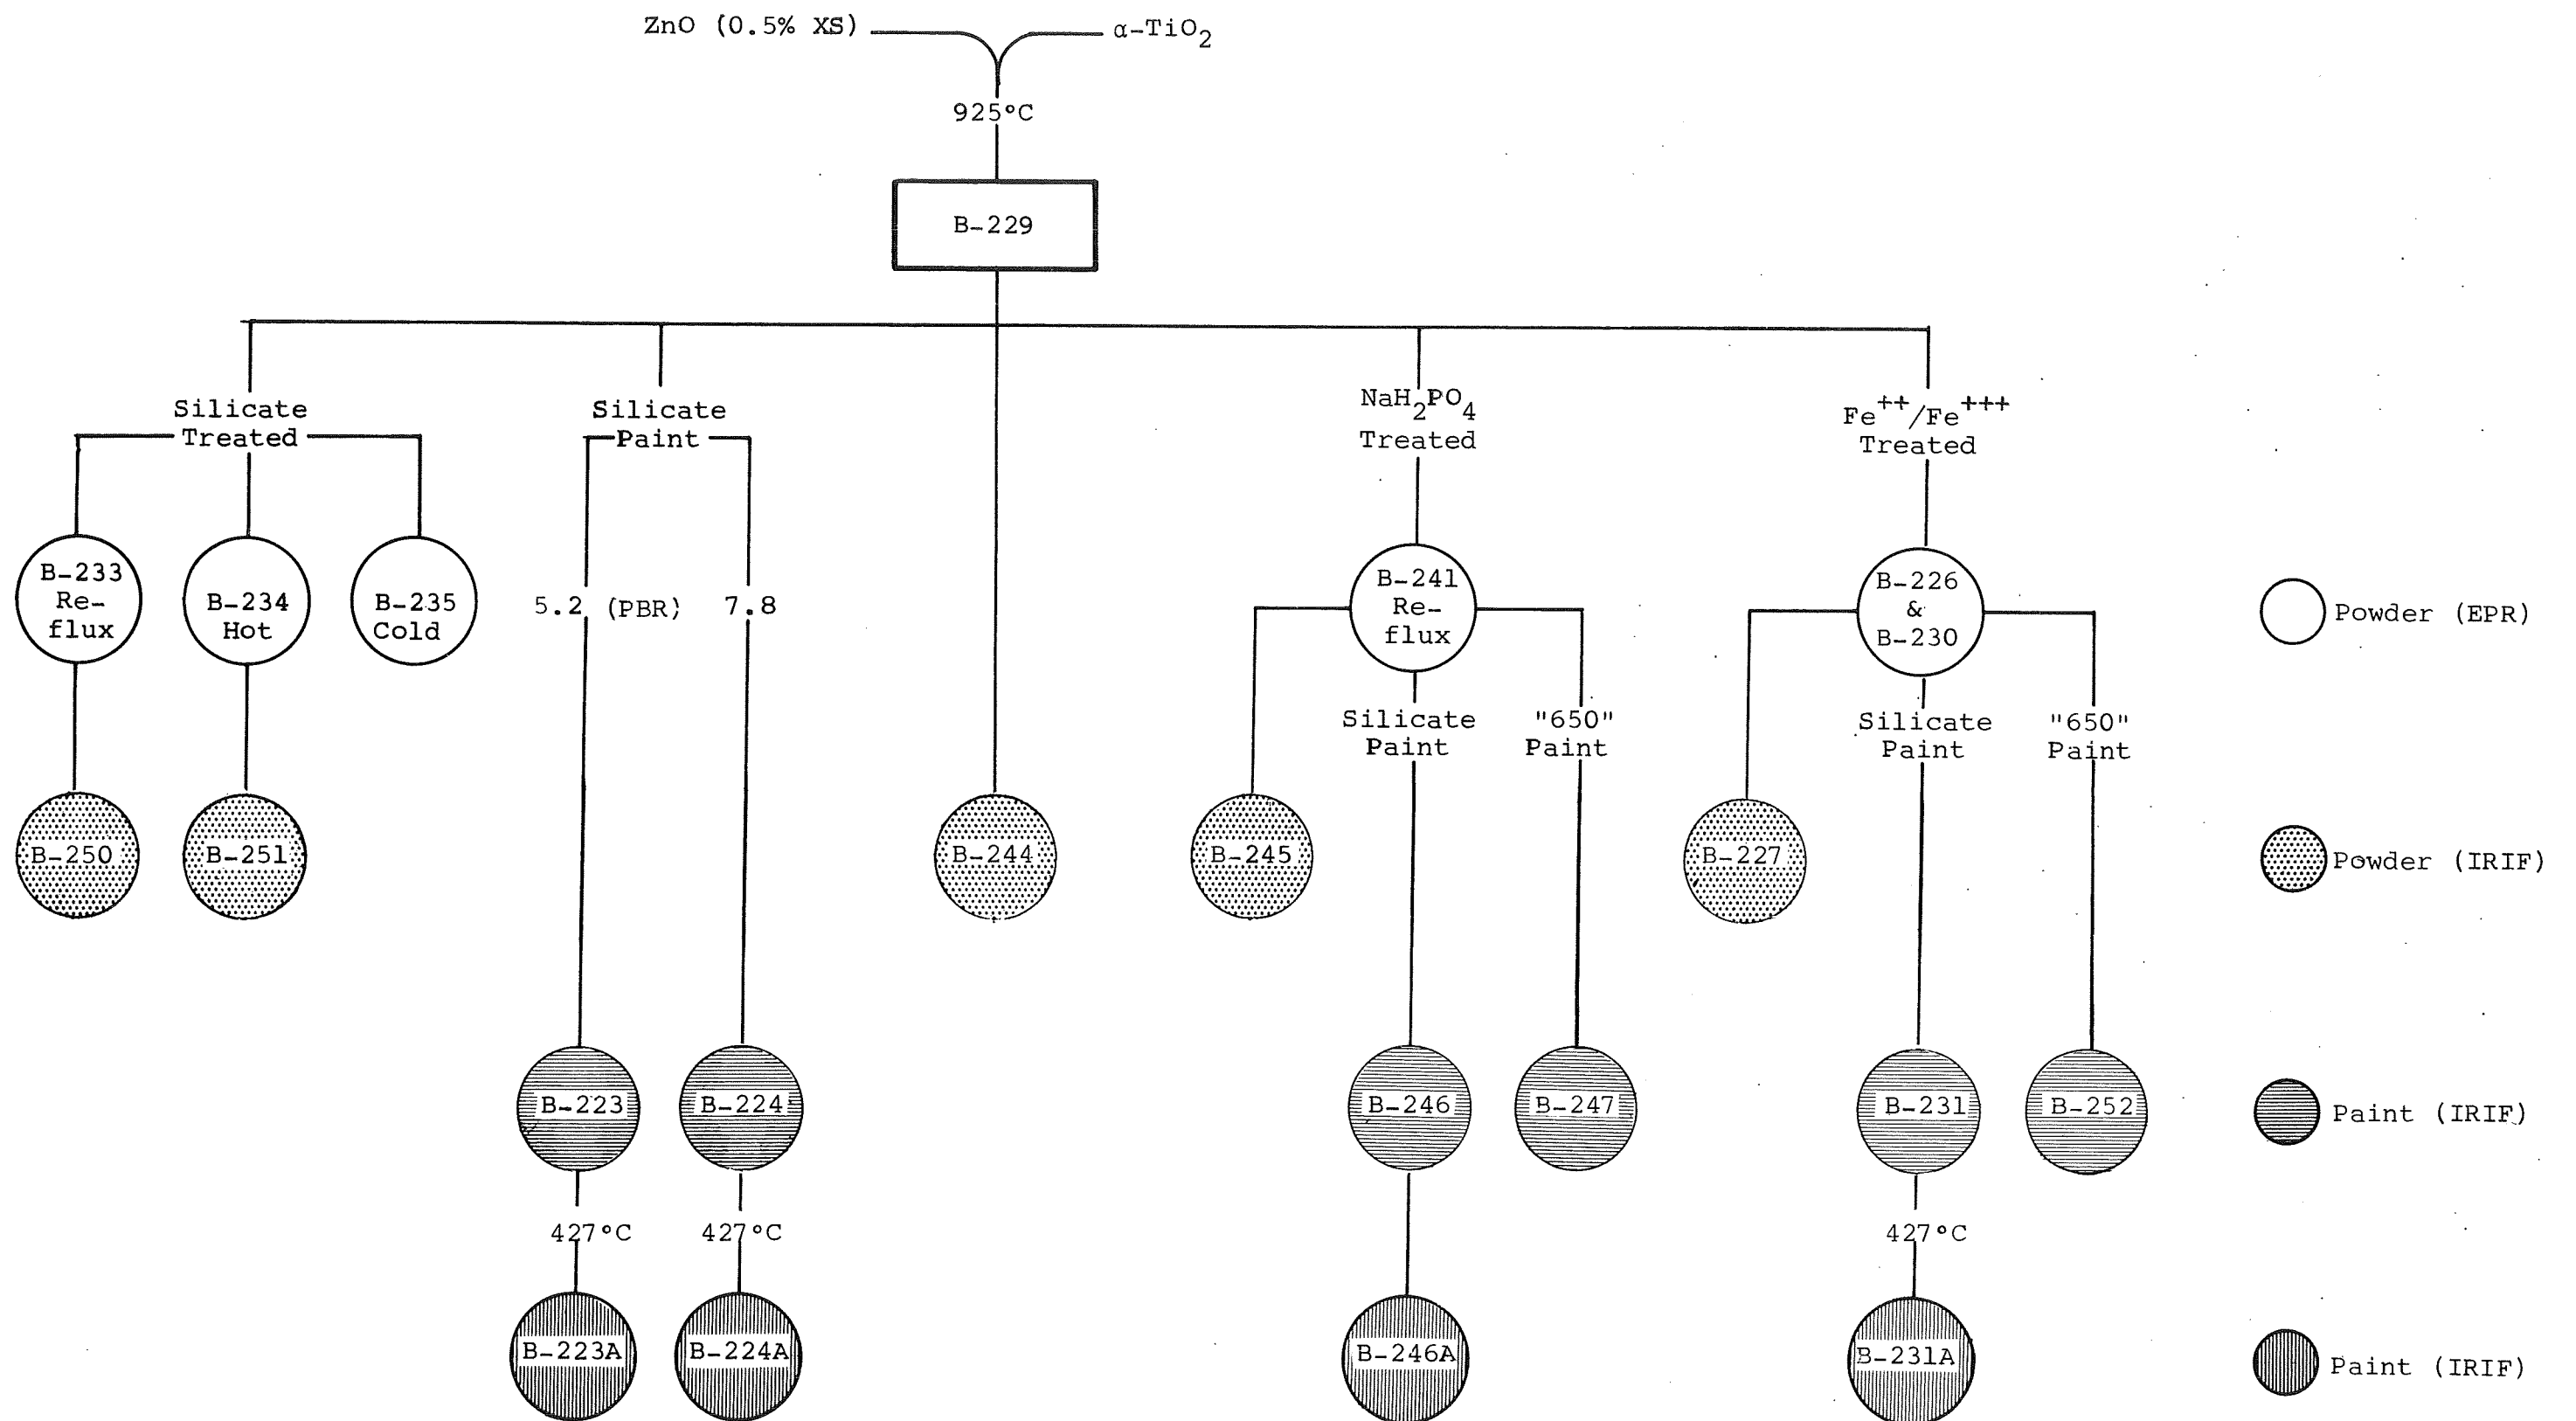 ZnO (0.5% XS)
α-TiO2
925°C
B-229
Silicate
Treated
Silicate
Paint
NaH2PO4
Treated
Fe++/Fe+++
Treated
B-233
Re-
flux
B-234
Hot
B-235
Cold
5.2 (PBR) 7.8
B-241
Re-
flux
B-226
&
B-230
Powder (EPR)
Silicate
Paint
"650"
Paint
Silicate
Paint
"650"
Paint
B-250
B-251
B-244
B-245
B-227
Powder (IRIF)
B-223
B-224
B-246
B-247
B-231
B-252
Paint (IRIF)
427°C
427°C
427°C
B-223A
B-224A
B-246A
B-231A
Paint (IRIF)